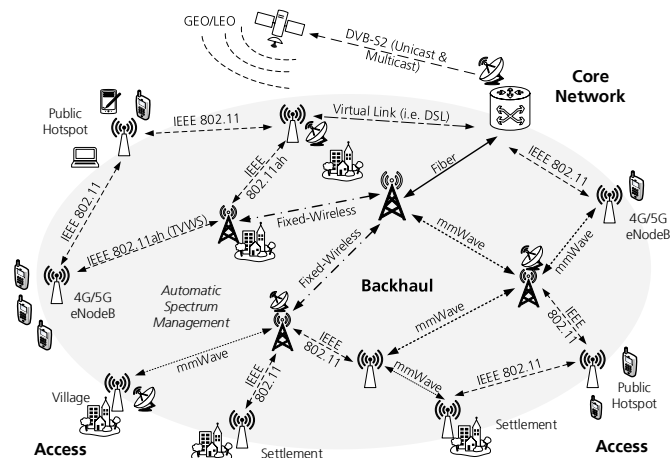 GEO/LEO
DVB-S2 (Unicast &
Multicast)
Core
Network
Public
Hotspot
IEEE 802.11
Virtual Link (i.e. DSL)
IEEE
802.11ah
Fiber
IEEE 802.11
IEEE 802.11
4G/5G
eNodeB
Fixed-Wireless
IEEE 802.11ah (TVWS)
mmWave
mmWave
Fixed-Wireless
4G/5G
eNodeB
Automatic
Spectrum
Management
Backhaul
mmWave
IEEE
802.11
mmWave
IEEE
802.11
IEEE
802.11
mmWave
IEEE 802.11
Public
Hotspot
Village
Settlement
Settlement
Access
Access